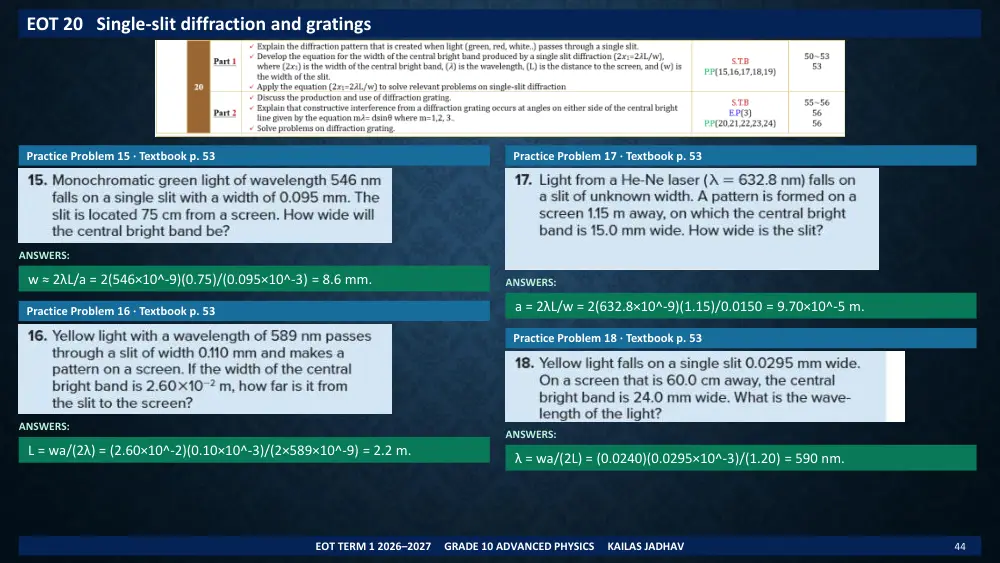 EOT 20 Single-slit diffraction and gratings
20
Part 1
✓ Explain the diffraction pattern that is created when light (green, red, white..) passes through a single slit.
✓ Develop the equation for the width of the central bright band produced by a single slit diffraction (2x₁=2λL/w),
where (2x₁) is the width of the central bright band, (λ) is the wavelength, (L) is the distance to the screen, and (w) is
the width of the slit.
✓ Apply the equation (2x₁=2λL/w) to solve relevant problems on single-slit diffraction
S.T.B
P.P(15,16,17,18,19)
50~53
53
Part 2
✓ Discuss the production and use of diffraction grating.
✓ Explain that constructive interference from a diffraction grating occurs at angles on either side of the central bright
line given by the equation mλ= dsinθ where m=1,2, 3..
✓ Solve problems on diffraction grating.
S.T.B
E.P(3)
P.P(20,21,22,23,24)
55~56
56
56
Practice Problem 15 · Textbook p. 53
15. Monochromatic green light of wavelength 546 nm
falls on a single slit with a width of 0.095 mm. The
slit is located 75 cm from a screen. How wide will
the central bright band be?
ANSWERS:
w ≈ 2λL/a = 2(546×10^-9)(0.75)/(0.095×10^-3) = 8.6 mm.
Practice Problem 16 · Textbook p. 53
16. Yellow light with a wavelength of 589 nm passes
through a slit of width 0.110 mm and makes a
pattern on a screen. If the width of the central
bright band is 2.60×10⁻² m, how far is it from
the slit to the screen?
ANSWERS:
L = wa/(2λ) = (2.60×10^-2)(0.10×10^-3)/(2×589×10^-9) = 2.2 m.
Practice Problem 17 · Textbook p. 53
17. Light from a He-Ne laser (λ = 632.8 nm) falls on
a slit of unknown width. A pattern is formed on a
screen 1.15 m away, on which the central bright
band is 15.0 mm wide. How wide is the slit?
ANSWERS:
a = 2λL/w = 2(632.8×10^-9)(1.15)/0.0150 = 9.70×10^-5 m.
Practice Problem 18 · Textbook p. 53
18. Yellow light falls on a single slit 0.0295 mm wide.
On a screen that is 60.0 cm away, the central
bright band is 24.0 mm wide. What is the wave-
length of the light?
ANSWERS:
λ = wa/(2L) = (0.0240)(0.0295×10^-3)/(1.20) = 590 nm.
EOT TERM 1 2026–2027 GRADE 10 ADVANCED PHYSICS KAILAS JADHAV
44